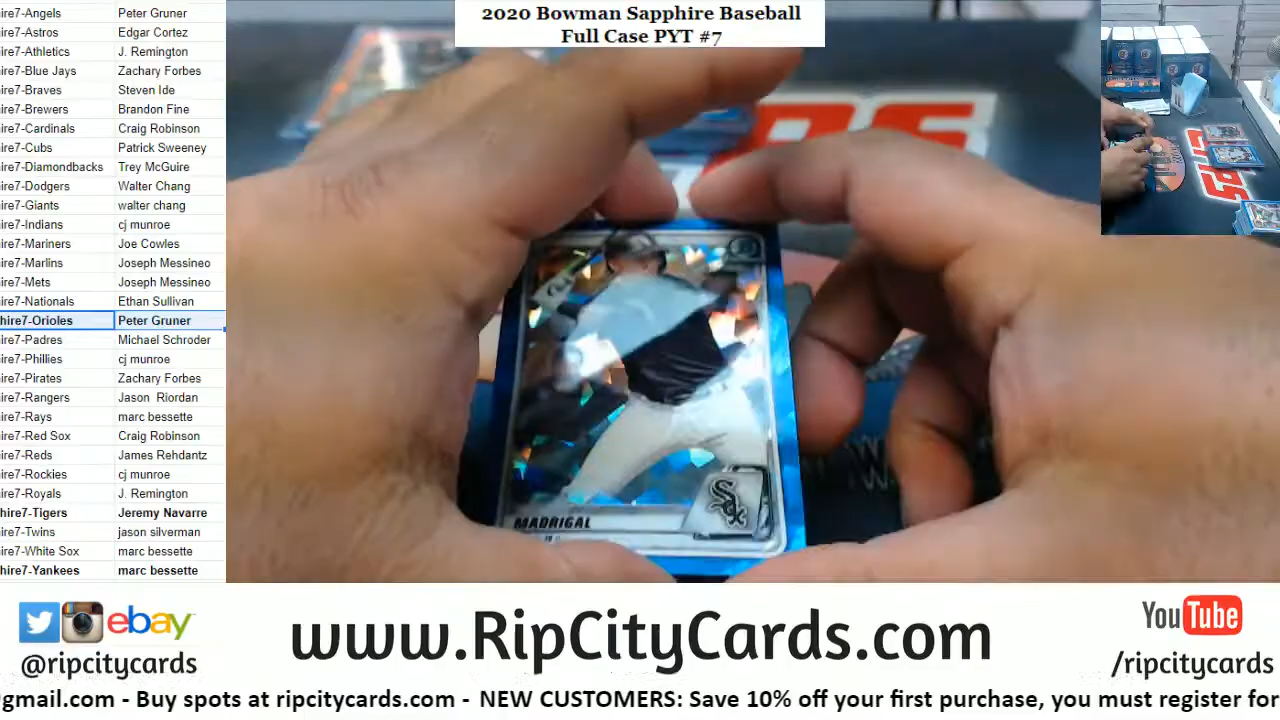 2020 Bowman Sapphire Baseball
Full Case PYT #7
hire7-Angels Peter Gruner
hire7-Astros Edgar Cortez
ire7-Athletics J. Remington
ire7-Blue Jays Zachary Forbes
ire7-Braves Steven Ide
ire7-Brewers Brandon Fine
ire7-Cardinals Craig Robinson
ire7-Cubs Patrick Sweeney
ire7-Diamondbacks Trey McGuire
ire7-Dodgers Walter Chang
ire7-Giants walter chang
ire7-Indians cj munroe
ire7-Mariners Joe Cowles
ire7-Marlins Joseph Messineo
ire7-Mets Joseph Messineo
ire7-Nationals Ethan Sullivan
hire7-Orioles Peter Gruner
ire7-Padres Michael Schroder
ire7-Phillies cj munroe
ire7-Pirates Zachary Forbes
ire7-Rangers Jason Riordan
ire7-Rays marc bessette
ire7-Red Sox Craig Robinson
ire7-Reds James Rehdantz
ire7-Rockies cj munroe
ire7-Royals J. Remington
hire7-Tigers Jeremy Navarre
ire7-Twins jason silverman
ire7-White Sox marc bessette
hire7-Yankees marc bessette
MADRIGAL
Sox
ebay
@ripcitycards
www.RipCityCards.com
YouTube
/ripcitycards
@gmail.com - Buy spots at ripcitycards.com - NEW CUSTOMERS: Save 10% off your first purchase, you must register for